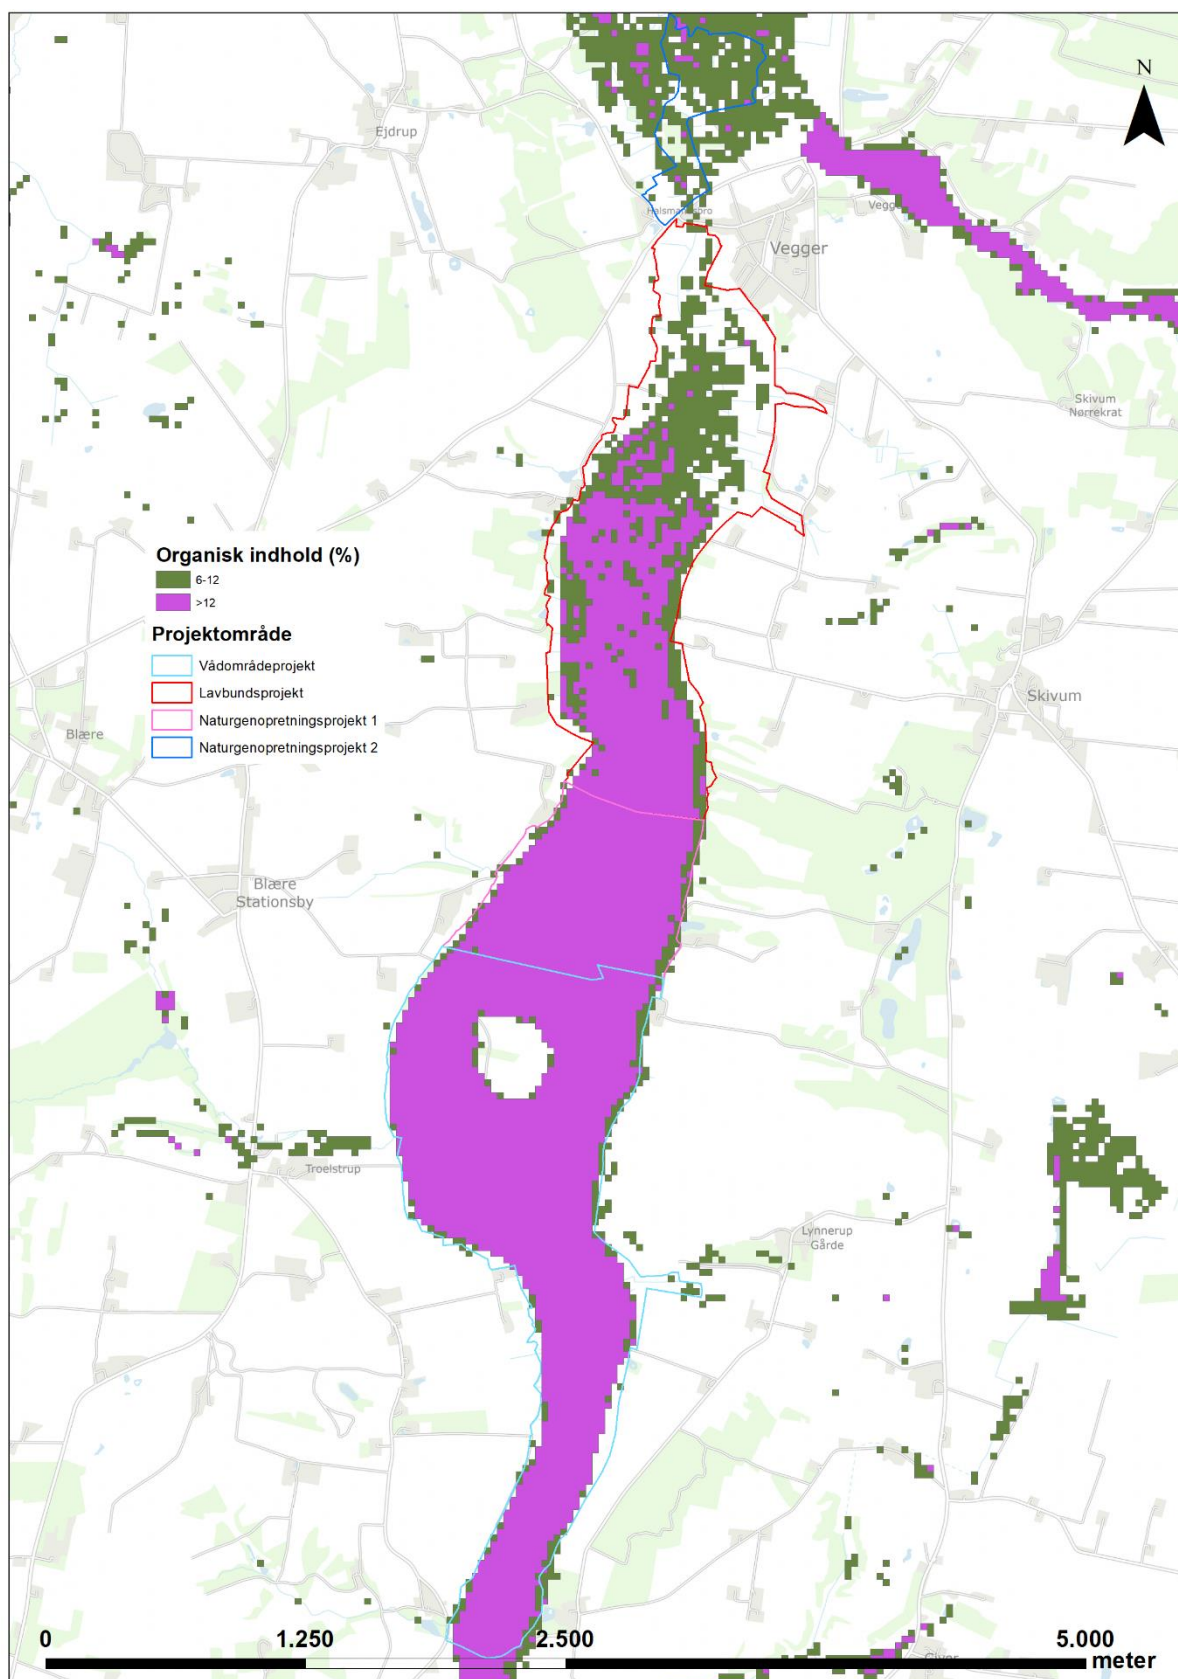 N
Ejdrup
Halsmandsbro
Vegger
Skivum
Nørrekrat
Organisk indhold (%)
6-12
>12
Projektområde
Vådområdeprojekt
Lavbundsprojekt
Naturgenopretningsprojekt 1
Naturgenopretningsprojekt 2
Skivum
Blære
Blære
Stationsby
Troelstrup
Lynnerup
Gårde
0
1.250
2.500
5.000
meter